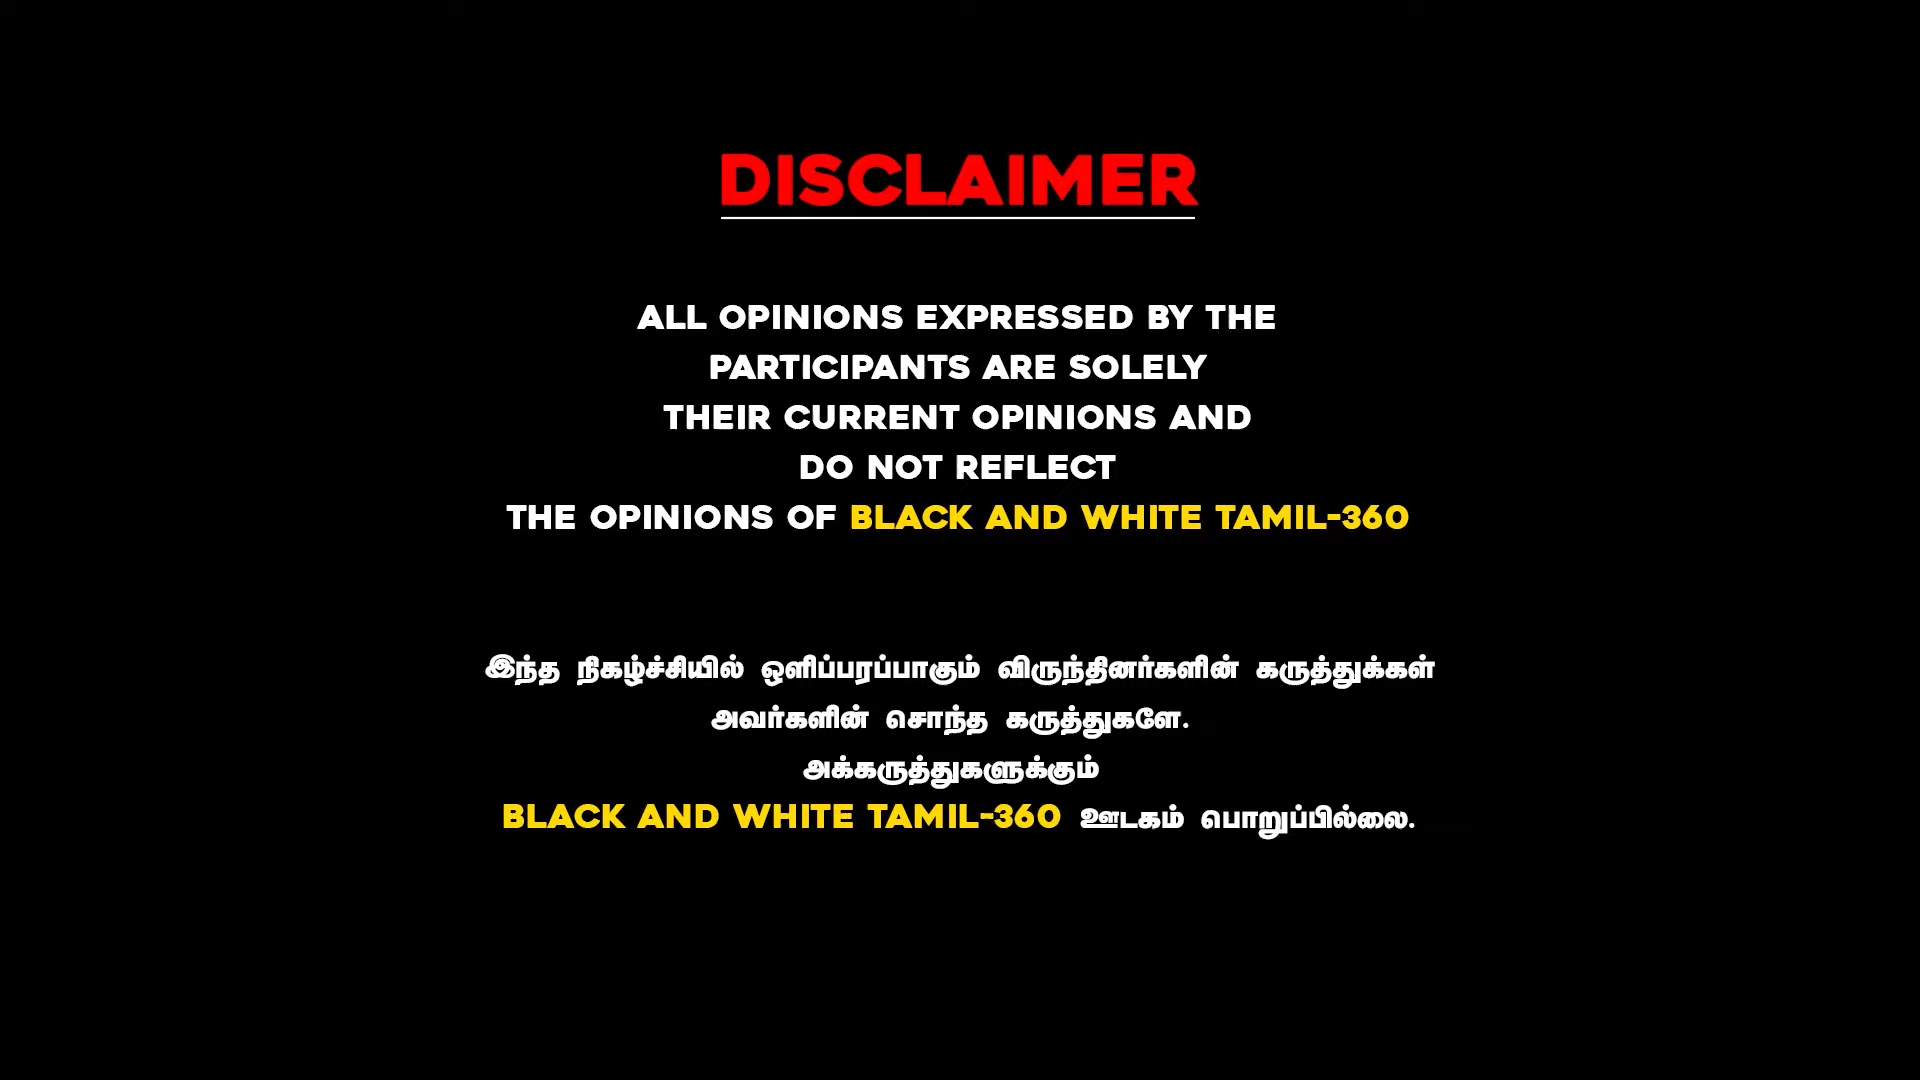 DISCLAIMER
ALL OPINIONS EXPRESSED BY THE
PARTICIPANTS ARE SOLELY
THEIR CURRENT OPINIONS AND
DO NOT REFLECT
THE OPINIONS OF BLACK AND WHITE TAMIL-360
இந்த நிகழ்ச்சியில் ஒளிப்பரப்பாகும் விருந்தினர்களின் கருத்துக்கள்
அவர்களின் சொந்த கருத்துகளே.
அக்கருத்துகளுக்கும்
BLACK AND WHITE TAMIL-360 ஊடகம் பொறுப்பில்லை.